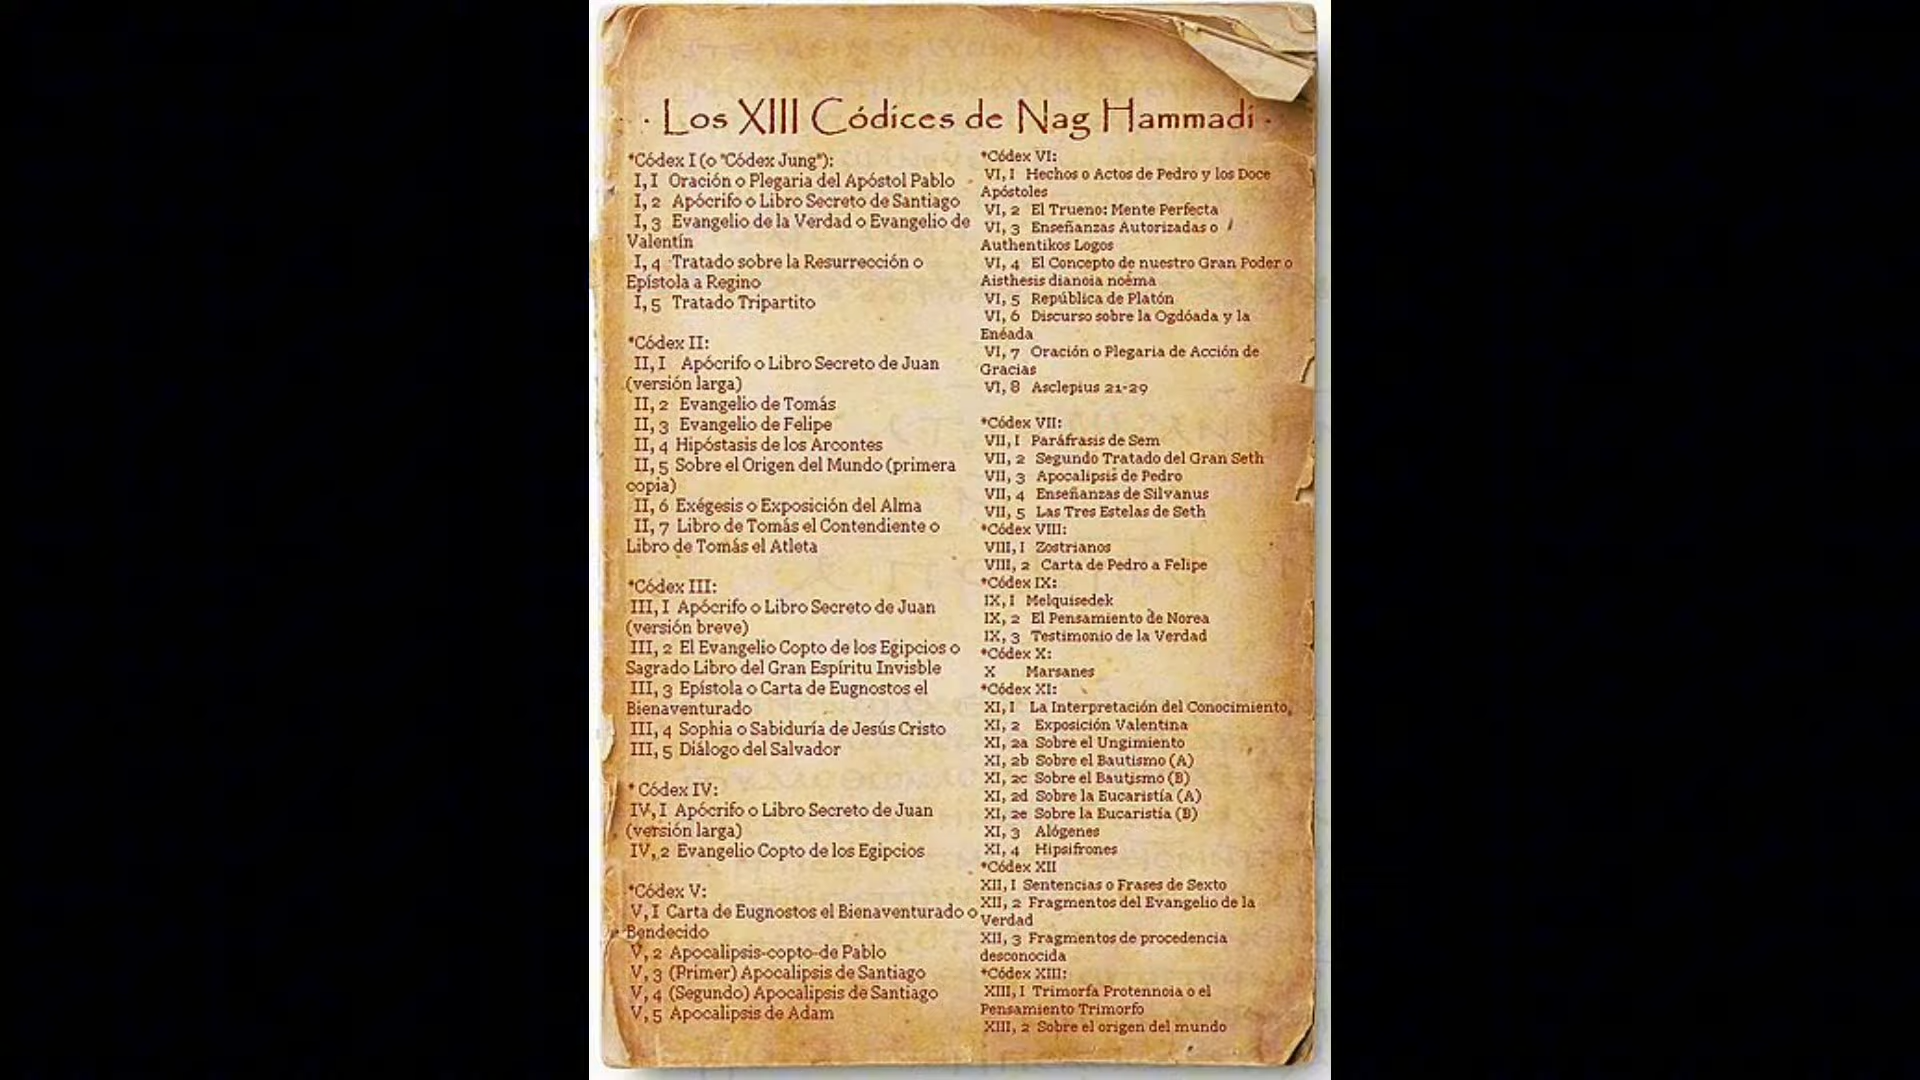 · Los XIII Códices de Nag Hammadi ·
*Códex I (o "Códex Jung"):
I, I Oración o Plegaria del Apóstol Pablo
I, 2 Apócrifo o Libro Secreto de Santiago
I, 3 Evangelio de la Verdad o Evangelio de
Valentín
I, 4 Tratado sobre la Resurrección o
Epístola a Regino
I, 5 Tratado Tripartito
*Códex II:
II, I Apócrifo o Libro Secreto de Juan
(versión larga)
II, 2 Evangelio de Tomás
II, 3 Evangelio de Felipe
II, 4 Hipóstasis de los Arcontes
II, 5 Sobre el Origen del Mundo (primera
copia)
II, 6 Exégesis o Exposición del Alma
II, 7 Libro de Tomás el Contendiente o
Libro de Tomás el Atleta
*Códex III:
III, I Apócrifo o Libro Secreto de Juan
(versión breve)
III, 2 El Evangelio Copto de los Egipcios o
Sagrado Libro del Gran Espíritu Invisble
III, 3 Epístola o Carta de Eugnostos el
Bienaventurado
III, 4 Sophia o Sabiduría de Jesús Cristo
III, 5 Diálogo del Salvador
* Códex IV:
IV, I Apócrifo o Libro Secreto de Juan
(versión larga)
IV, 2 Evangelio Copto de los Egipcios
*Códex V:
V, I Carta de Eugnostos el Bienaventurado o
Bendecido
V, 2 Apocalipsis-copto-de Pablo
V, 3 (Primer) Apocalipsis de Santiago
V, 4 (Segundo) Apocalipsis de Santiago
V, 5 Apocalipsis de Adam
*Códex VI:
VI, I Hechos o Actos de Pedro y los Doce
Apóstoles
VI, 2 El Trueno: Mente Perfecta
VI, 3 Enseñanzas Autorizadas o
Authentikos Logos
VI, 4 El Concepto de nuestro Gran Poder o
Aisthesis dianoia noèma
VI, 5 República de Platón
VI, 6 Discurso sobre la Ogdóada y la
Enéada
VI, 7 Oración o Plegaria de Acción de
Gracias
VI, 8 Asclepius 21-29
*Códex VII:
VII, I Paráfrasis de Sem
VII, 2 Segundo Tratado del Gran Seth
VII, 3 Apocalipsis de Pedro
VII, 4 Enseñanzas de Silvanus
VII, 5 Las Tres Estelas de Seth
*Códex VIII:
VIII, I Zostrianos
VIII, 2 Carta de Pedro a Felipe
*Códex IX:
IX, I Melquisedek
IX, 2 El Pensamiento de Norea
IX, 3 Testimonio de la Verdad
*Códex X:
X Marsanes
*Códex XI:
XI, I La Interpretación del Conocimiento,
XI, 2 Exposición Valentina
XI, 2a Sobre el Ungimiento
XI, 2b Sobre el Bautismo (A)
XI, 2c Sobre el Bautismo (B)
XI, 2d Sobre la Eucaristía (A)
XI, 2e Sobre la Eucaristía (B)
XI, 3 Alógenes
XI, 4 Hipsifrones
*Códex XII
XII, I Sentencias o Frases de Sexto
XII, 2 Fragmentos del Evangelio de la
Verdad
XII, 3 Fragmentos de procedencia
desconocida
*Códex XIII:
XIII, I Trimorfa Protennoia o el
Pensamiento Trimorfo
XIII, 2 Sobre el origen del mundo